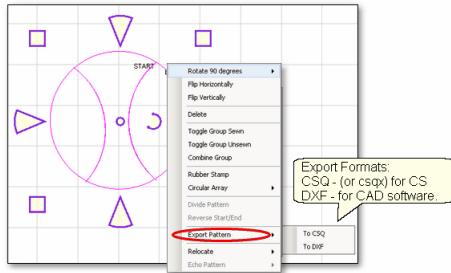 START
Rotate 90 degrees
Flip Horizontally
Flip Vertically
Delete
Toggle Group Sewn
Toggle Group Unsewn
Combine Group
Rubber Stamp
Circular Array
Divide Pattern
Reverse Start/End
Export Pattern
Relocate
Echo Pattern
To CSQ
To DXF
Export Formats:
CSQ - (or csqx) for CS
DXF - for CAD software.